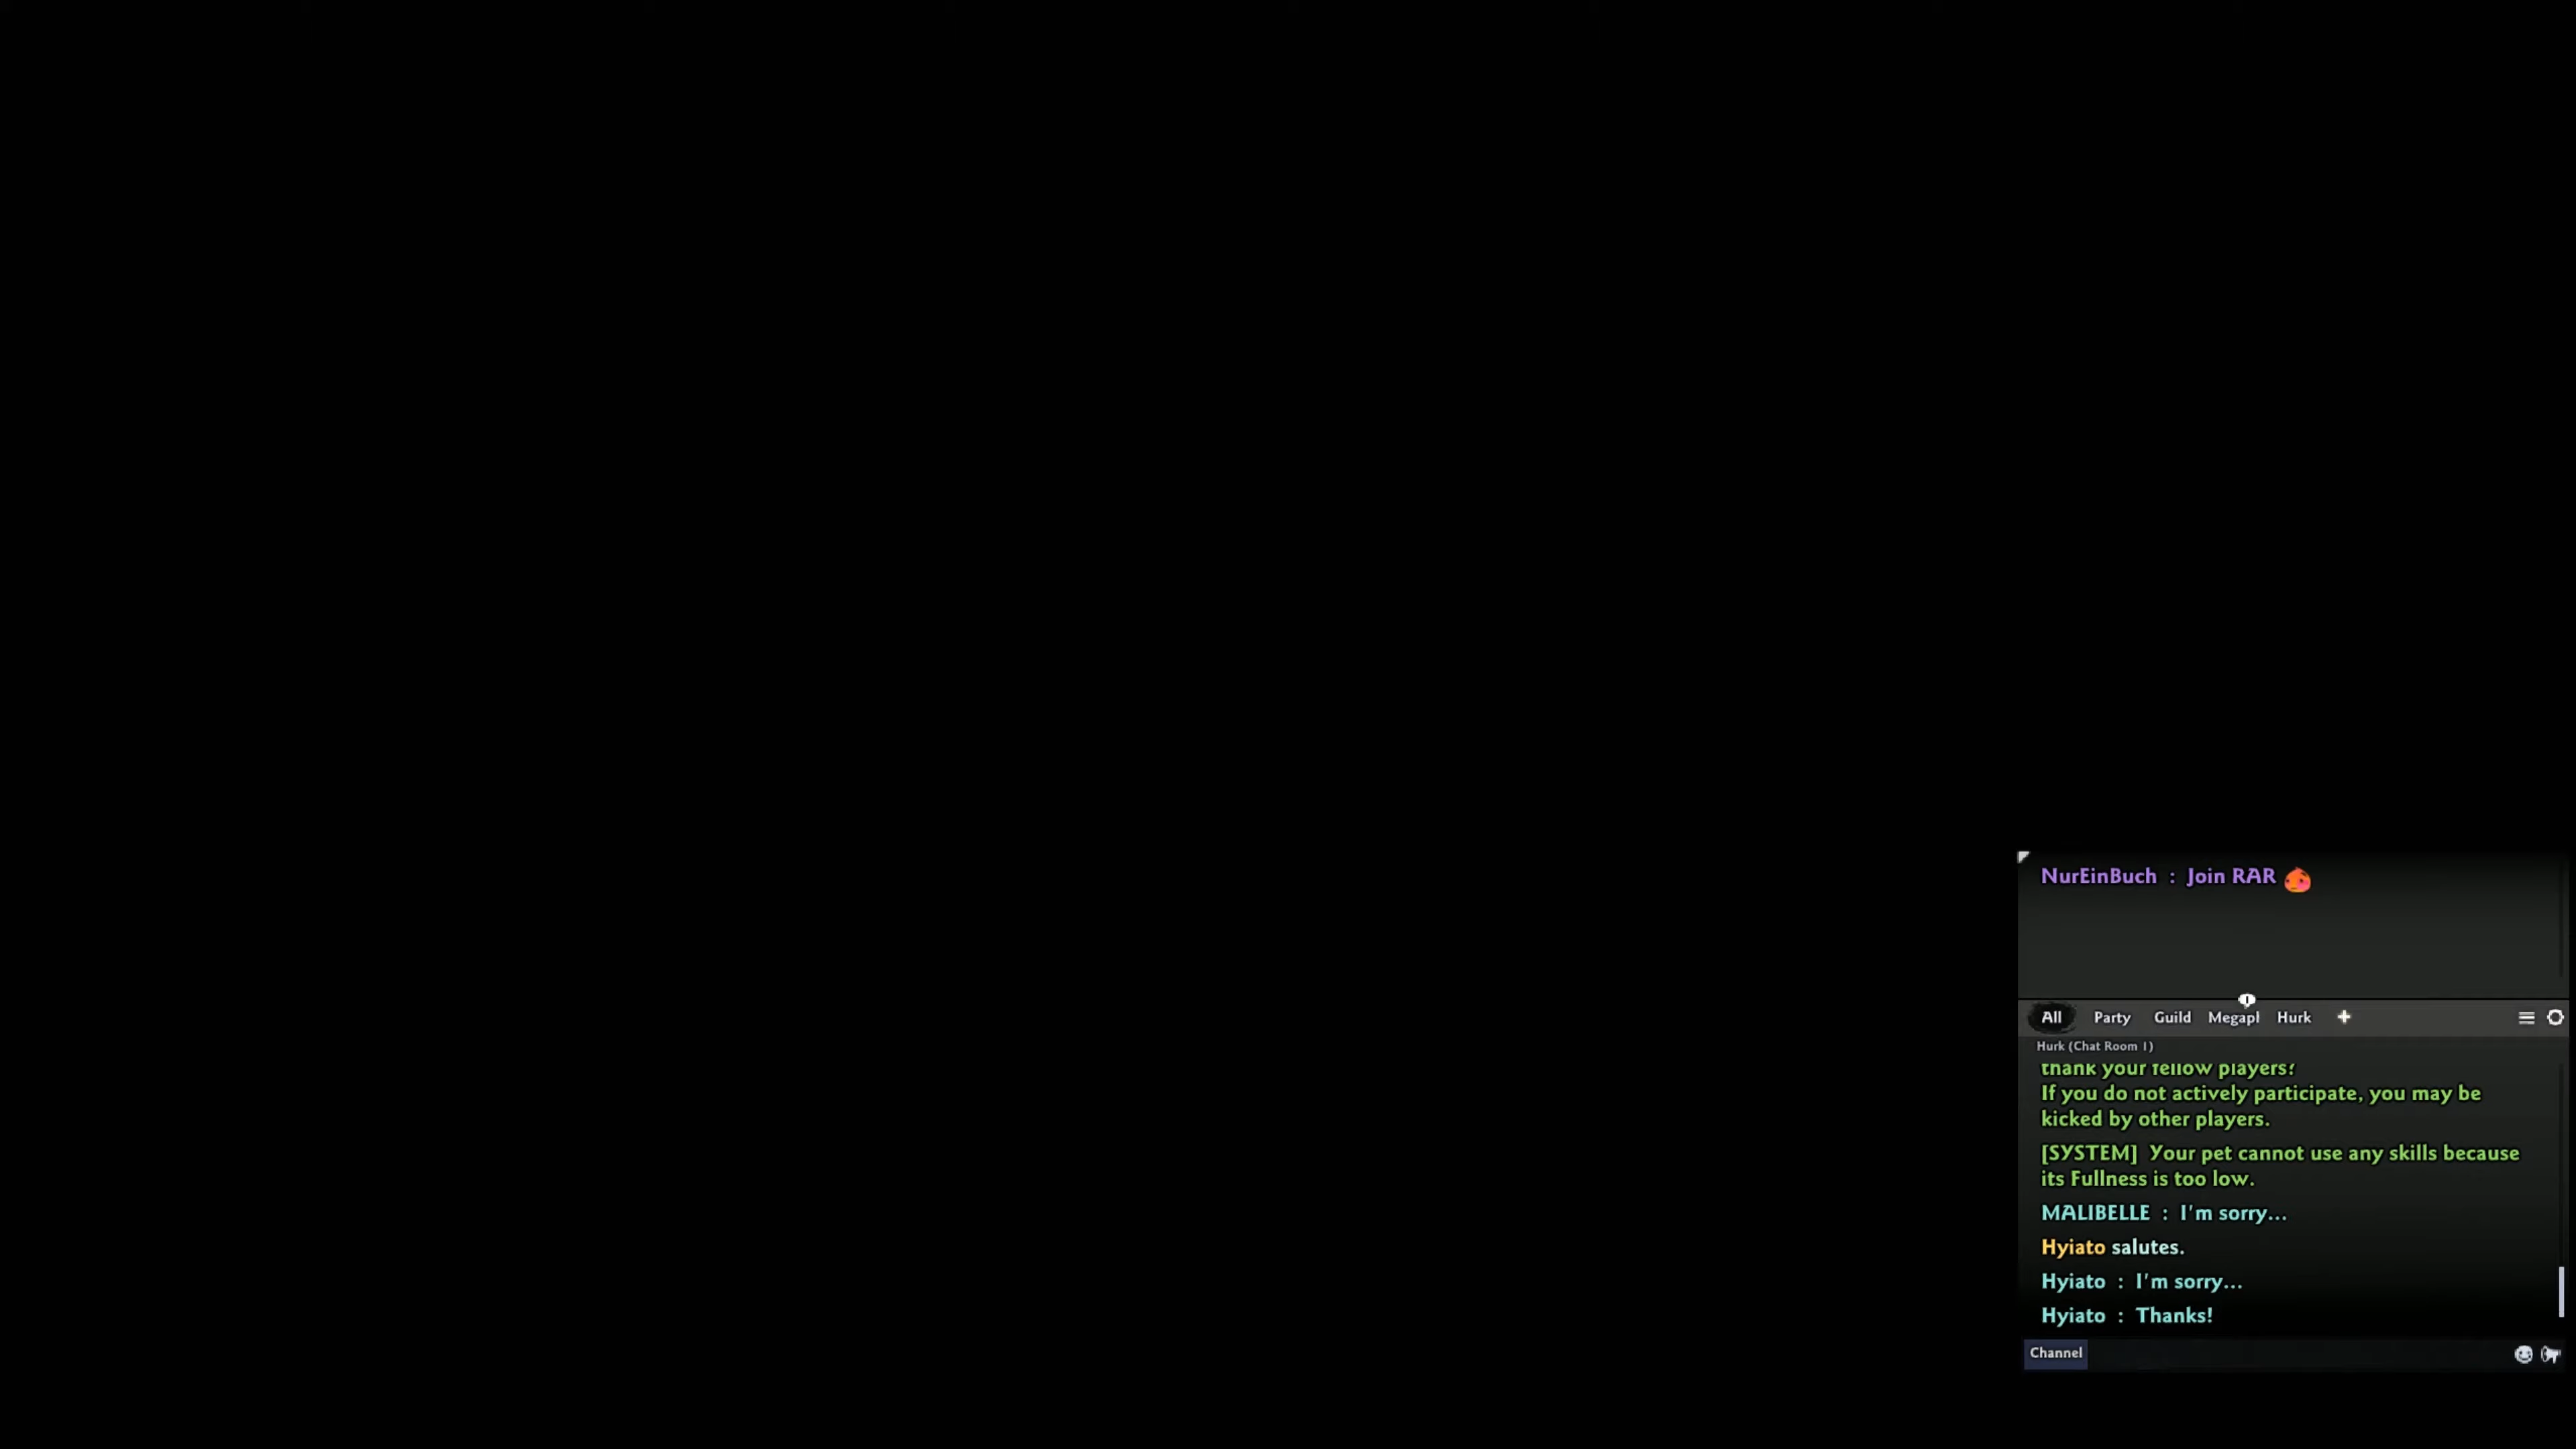 NurEinBuch : Join RAR
All Party Guild Megapl Hurk
Hurk (Chat Room 1)
thank your fellow players?
If you do not actively participate, you may be
kicked by other players.
[SYSTEM] Your pet cannot use any skills because
its Fullness is too low.
MALIBELLE : I'm sorry...
Hyiato salutes.
Hyiato : I'm sorry...
Hyiato : Thanks!
Channel